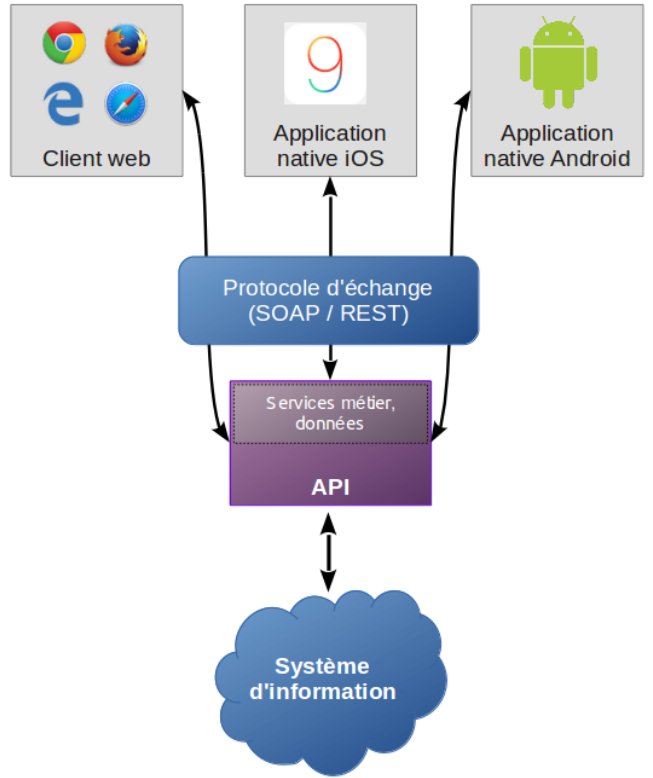 Client web
9
Application
native iOS
Application
native Android
Protocole d'échange
(SOAP / REST)
Services métier,
données
API
Système
d'information